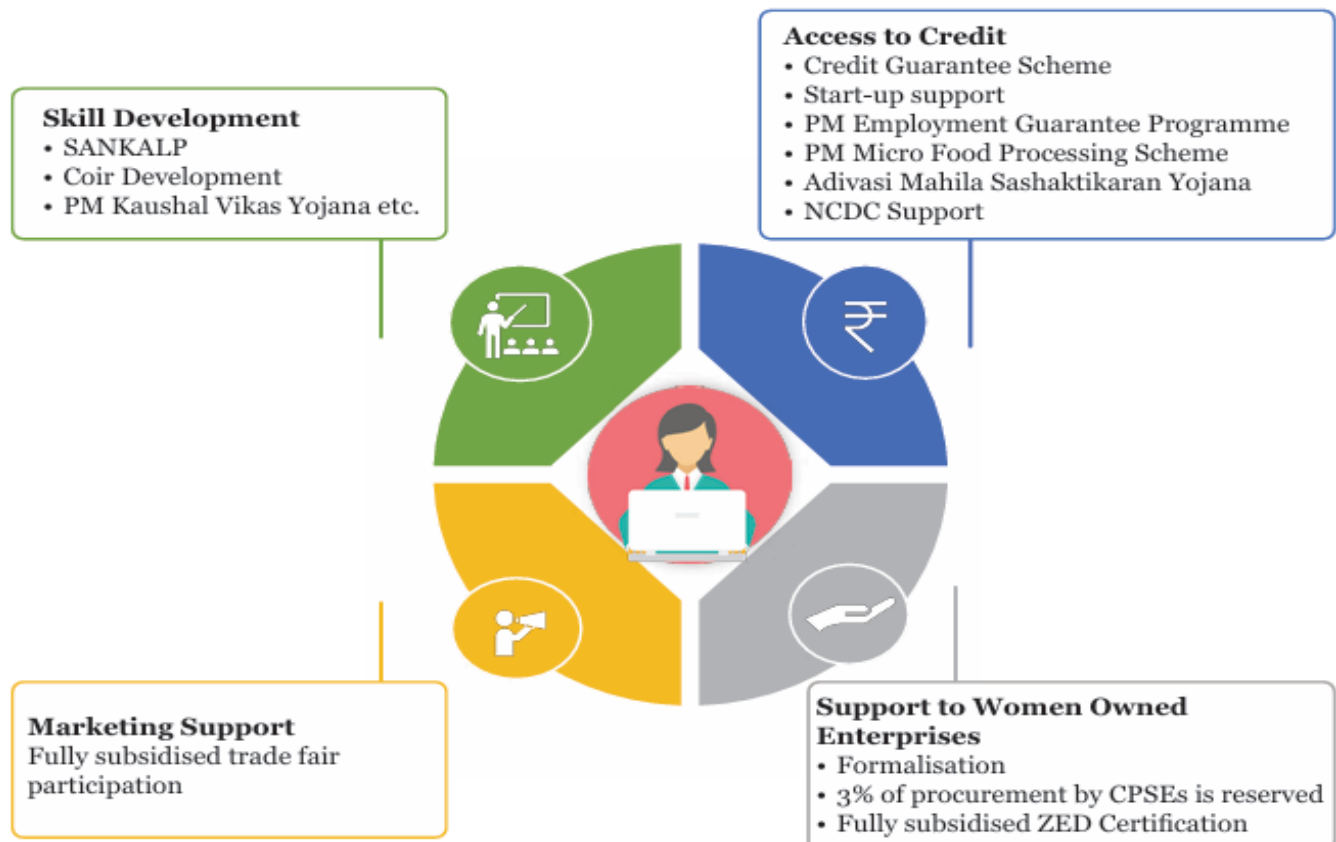 Skill Development
• SANKALP
• Coir Development
• PM Kaushal Vikas Yojana etc.
Access to Credit
• Credit Guarantee Scheme
• Start-up support
• PM Employment Guarantee Programme
• PM Micro Food Processing Scheme
• Adivasi Mahila Sashaktikaran Yojana
• NCDC Support
₹
Marketing Support
Fully subsidised trade fair
participation
Support to Women Owned
Enterprises
• Formalisation
• 3% of procurement by CPSEs is reserved
• Fully subsidised ZED Certification